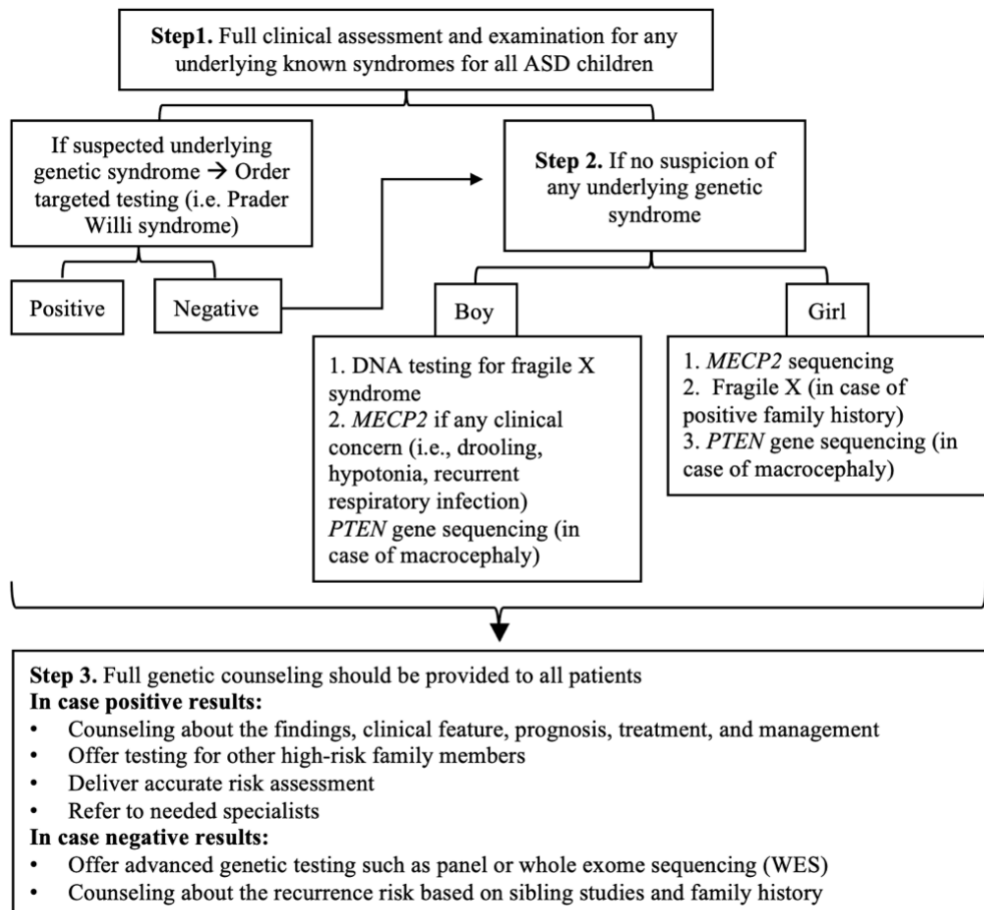 Step1. Full clinical assessment and examination for any
underlying known syndromes for all ASD children
If suspected underlying
genetic syndrome → Order
targeted testing (i.e. Prader
Willi syndrome)
Step 2. If no suspicion of
any underlying genetic
syndrome
Positive
Negative
Boy
Girl
1. DNA testing for fragile X
syndrome
2. MECP2 if any clinical
concern (i.e., drooling,
hypotonia, recurrent
respiratory infection)
PTEN gene sequencing (in
case of macrocephaly)
1. MECP2 sequencing
2. Fragile X (in case of
positive family history)
3. PTEN gene sequencing (in
case of macrocephaly)
Step 3. Full genetic counseling should be provided to all patients
In case positive results:
• Counseling about the findings, clinical feature, prognosis, treatment, and management
• Offer testing for other high-risk family members
• Deliver accurate risk assessment
• Refer to needed specialists
In case negative results:
• Offer advanced genetic testing such as panel or whole exome sequencing (WES)
• Counseling about the recurrence risk based on sibling studies and family history